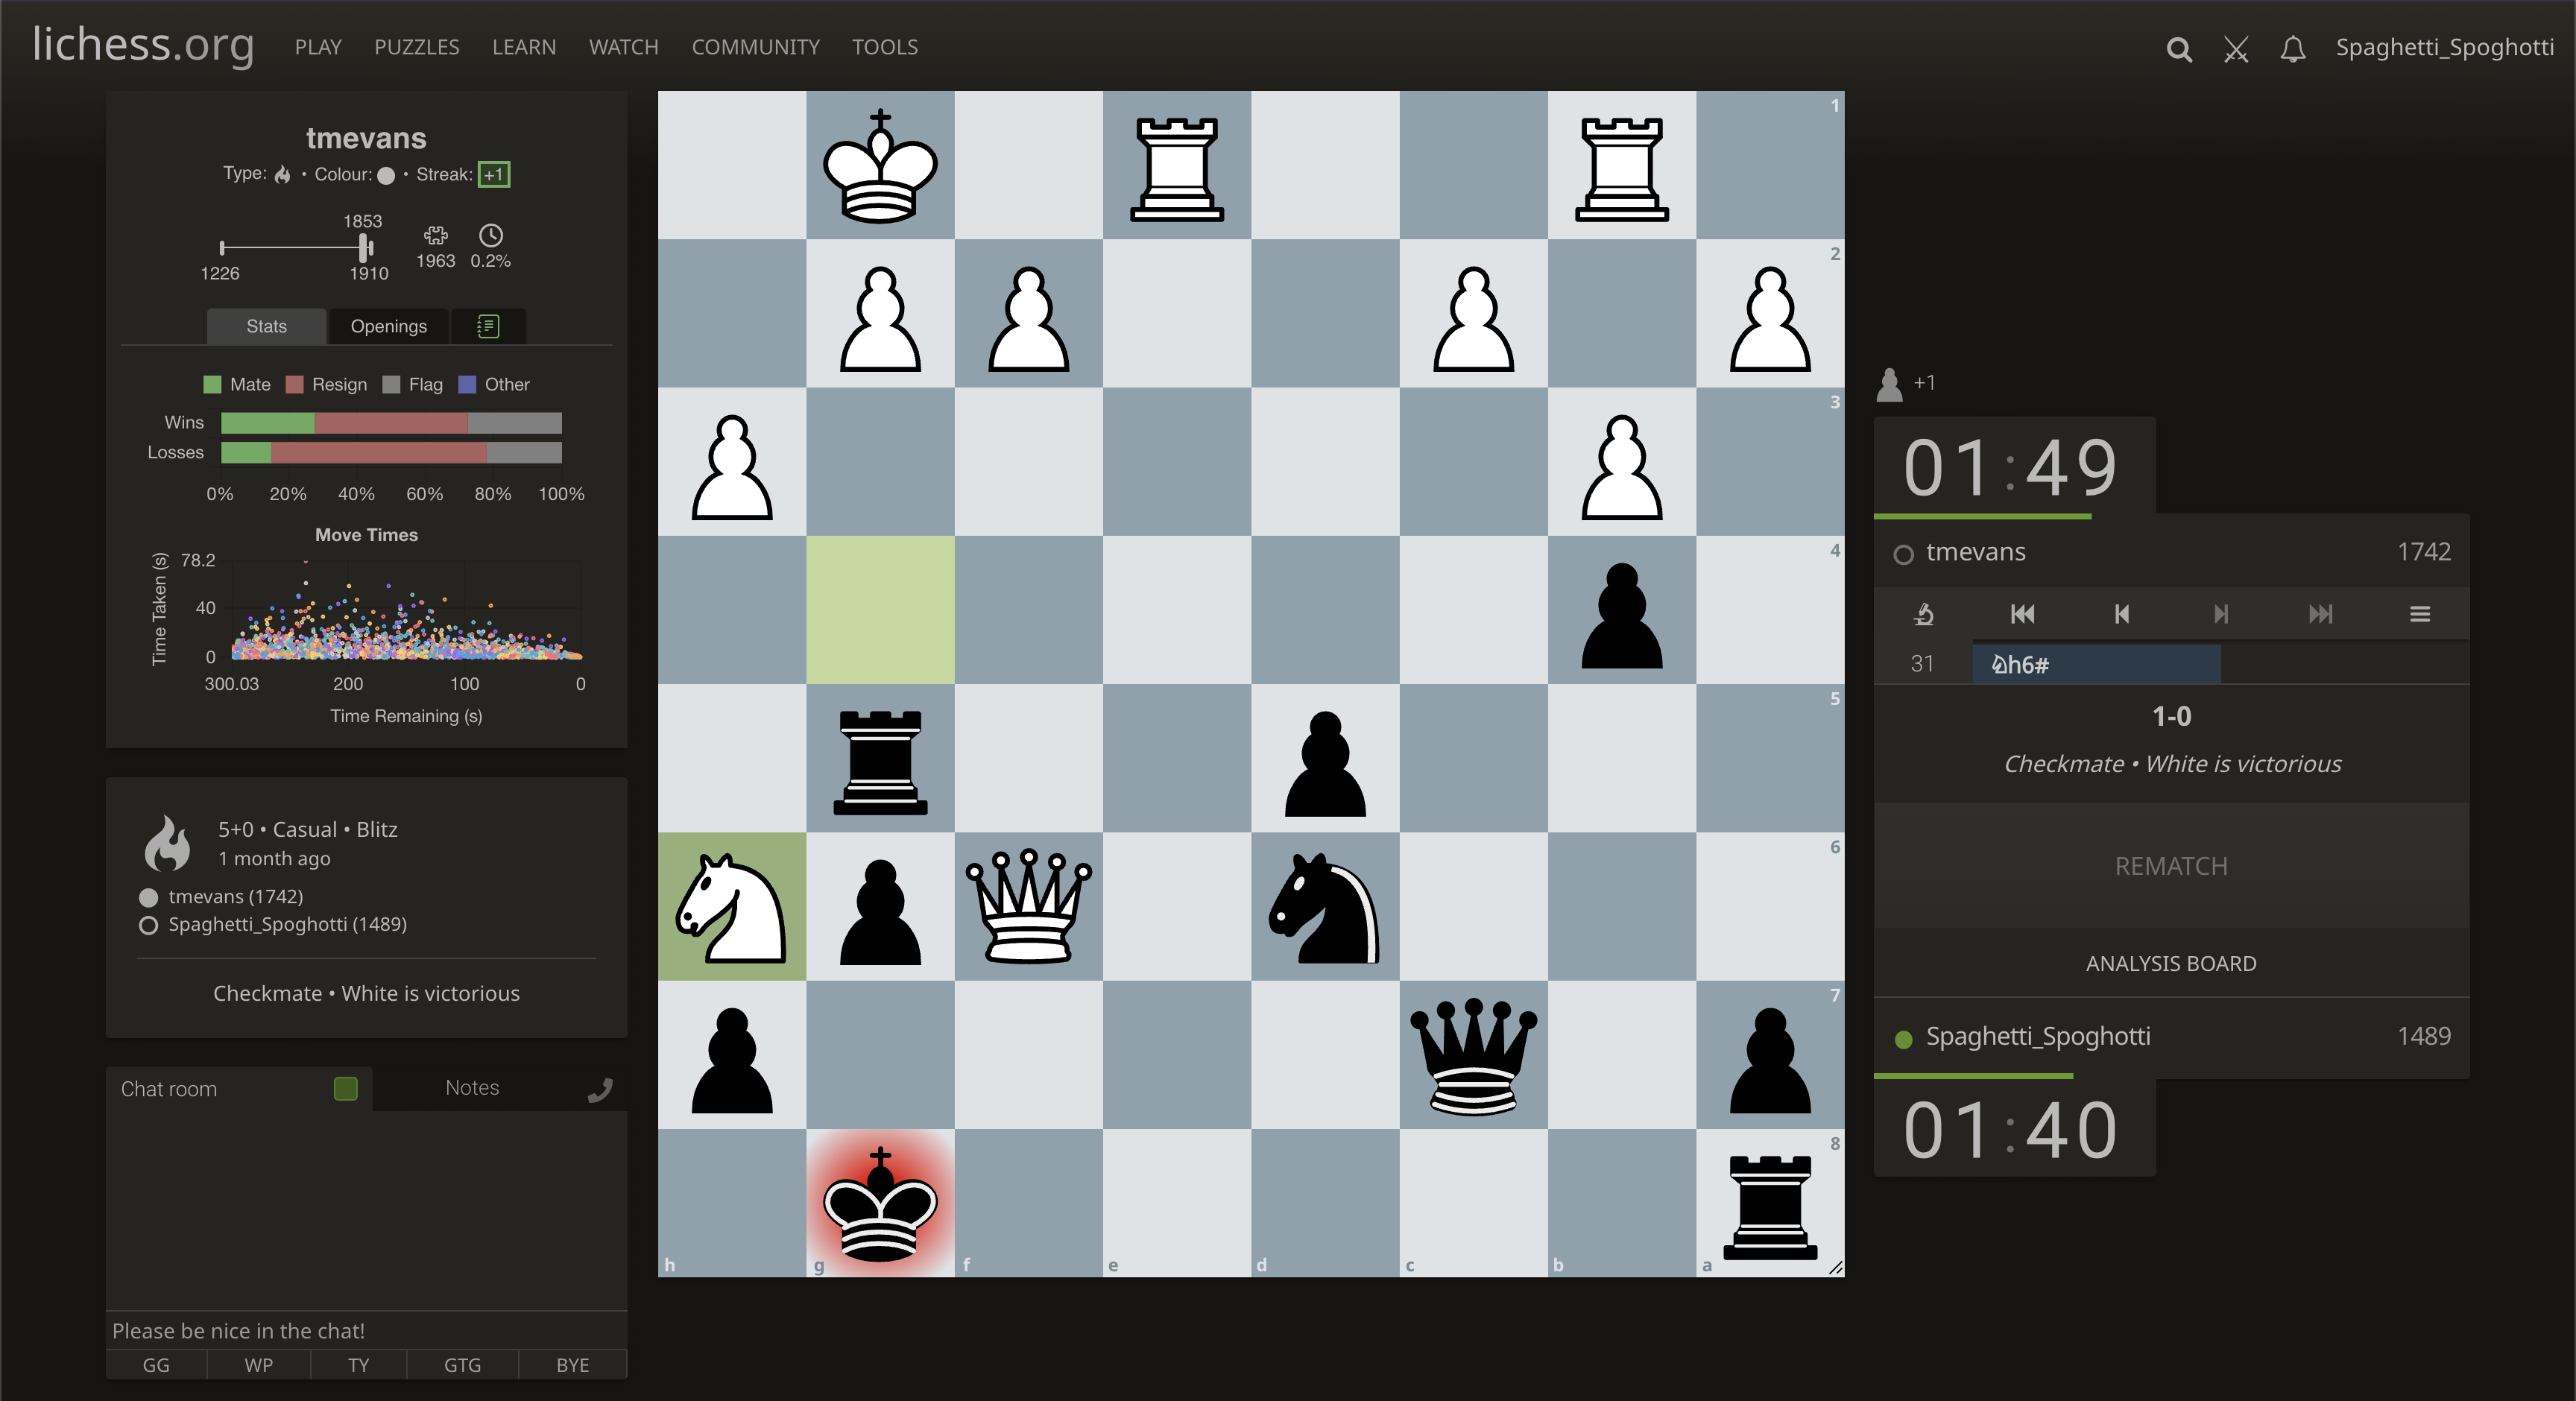 lichess.org PLAY PUZZLES LEARN WATCH COMMUNITY TOOLS Spaghetti_Spoghotti
tmevans
Type: • Colour: • Streak: +1
1853
1226 1910 1963 0.2%
Stats Openings
Mate Resign Flag Other
Wins
Losses
0% 20% 40% 60% 80% 100%
Move Times
Time Taken (s)
78.2
40
0
300.03 200 100 0
Time Remaining (s)
5+0 • Casual • Blitz
1 month ago
tmevans (1742)
Spaghetti_Spoghotti (1489)
Checkmate • White is victorious
Chat room Notes
Please be nice in the chat!
GG WP TY GTG BYE
1
2
3
4
5
6
7
8
h g f e d c b a
+1
01:49
tmevans 1742
31 ♘h6#
1-0
Checkmate • White is victorious
REMATCH
ANALYSIS BOARD
Spaghetti_Spoghotti 1489
01:40